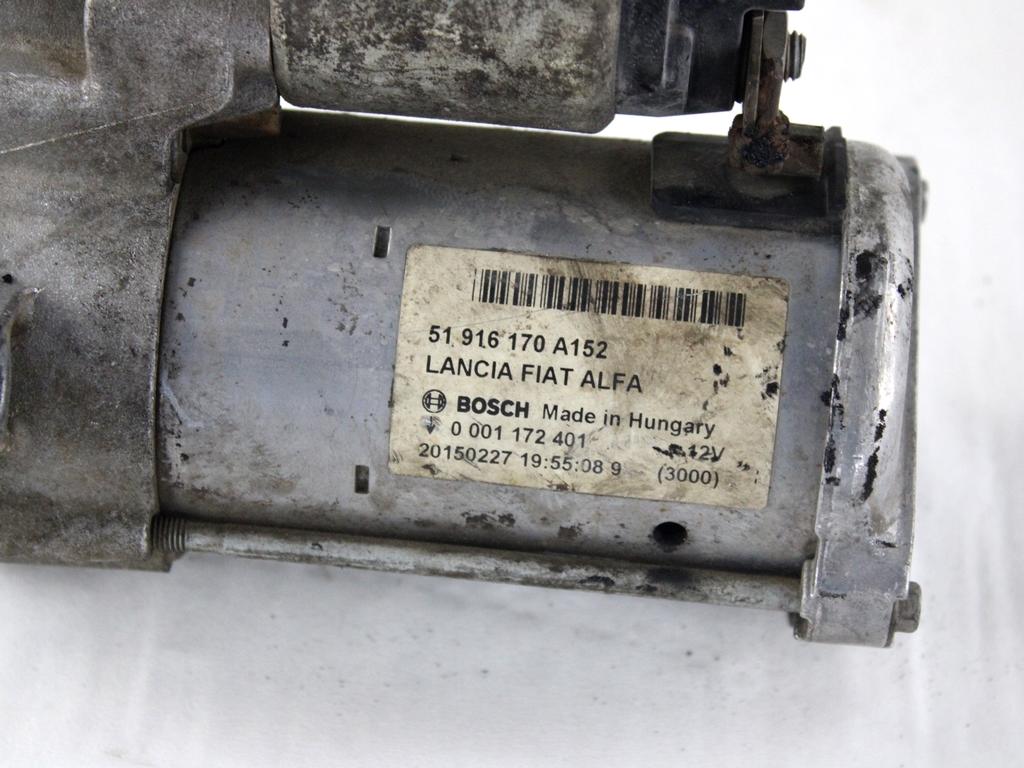 51 916 170 A152
LANCIA FIAT ALFA
BOSCH Made in Hungary
0 001 172 401 12V
20150227 19:55:08 9 (3000)